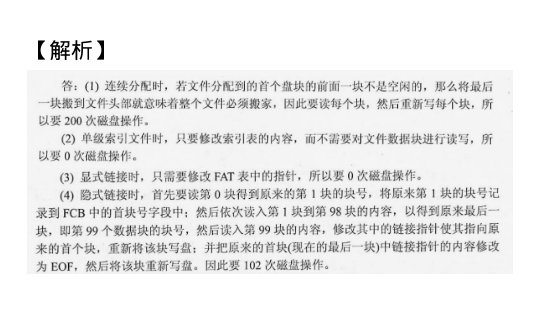 【解析】
答：(1) 连续分配时，若文件分配到的首个盘块的前面一块不是空闲的，那么将最后
一块搬到文件头部就意味着整个文件必须搬家，因此要读每个块，然后重新写每个块，所
以要 200 次磁盘操作。
(2) 单级索引文件时，只要修改索引表的内容，而不需要对文件数据块进行读写，所
以要 0 次磁盘操作。
(3) 显式链接时，只需要修改 FAT 表中的指针，所以要 0 次磁盘操作。
(4) 隐式链接时，首先要读第 0 块得到原来的第 1 块的块号，将原来第 1 块的块号记
录到 FCB 中的首块号字段中；然后依次读入第 1 块到第 98 块的内容，以得到原来最后一
块，即第 99 个数据块的块号，然后读入第 99 块的内容，修改其中的链接指针使其指向原
来的首个块，重新将该块写盘；并把原来的首块(现在的最后一块)中链接指针的内容修改
为 EOF，然后将该块重新写盘。因此要 102 次磁盘操作。